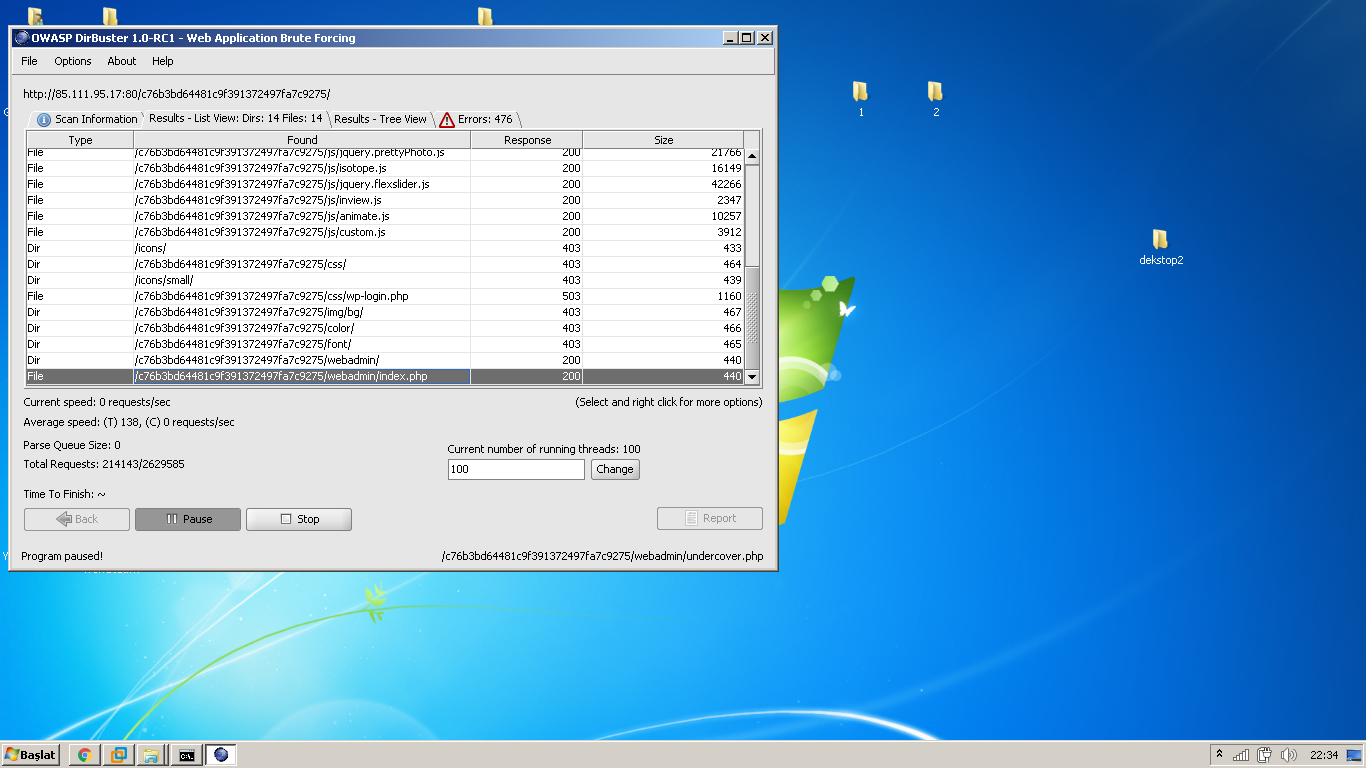 OWASP DirBuster 1.0-RC1 - Web Application Brute Forcing
File Options About Help
http://85.111.95.17:80/c76b3bd64481c9f391372497fa7c9275/
Scan Information Results - List View: Dirs: 14 Files: 14 Results - Tree View Errors: 476
Type Found Response Size
File /c76b3bd64481c9f391372497fa7c9275/js/jquery.prettyPhoto.js 200 21766
File /c76b3bd64481c9f391372497fa7c9275/js/isotope.js 200 16149
File /c76b3bd64481c9f391372497fa7c9275/js/jquery.flexslider.js 200 42266
File /c76b3bd64481c9f391372497fa7c9275/js/inview.js 200 2347
File /c76b3bd64481c9f391372497fa7c9275/js/animate.js 200 10257
File /c76b3bd64481c9f391372497fa7c9275/js/custom.js 200 3912
Dir /icons/ 403 433
Dir /c76b3bd64481c9f391372497fa7c9275/css/ 403 464
Dir /icons/small/ 403 439
File /c76b3bd64481c9f391372497fa7c9275/css/wp-login.php 503 1160
Dir /c76b3bd64481c9f391372497fa7c9275/img/bg/ 403 467
Dir /c76b3bd64481c9f391372497fa7c9275/color/ 403 466
Dir /c76b3bd64481c9f391372497fa7c9275/font/ 403 465
Dir /c76b3bd64481c9f391372497fa7c9275/webadmin/ 200 440
File /c76b3bd64481c9f391372497fa7c9275/webadmin/index.php 200 440
Current speed: 0 requests/sec (Select and right click for more options)
Average speed: (T) 138, (C) 0 requests/sec
Parse Queue Size: 0
Current number of running threads: 100
Total Requests: 214143/2629585
100 Change
Time To Finish: ~
Back Pause Stop Report
Program paused! /c76b3bd64481c9f391372497fa7c9275/webadmin/undercover.php
1 2
dekstop2
Başlat C:\. 22:34